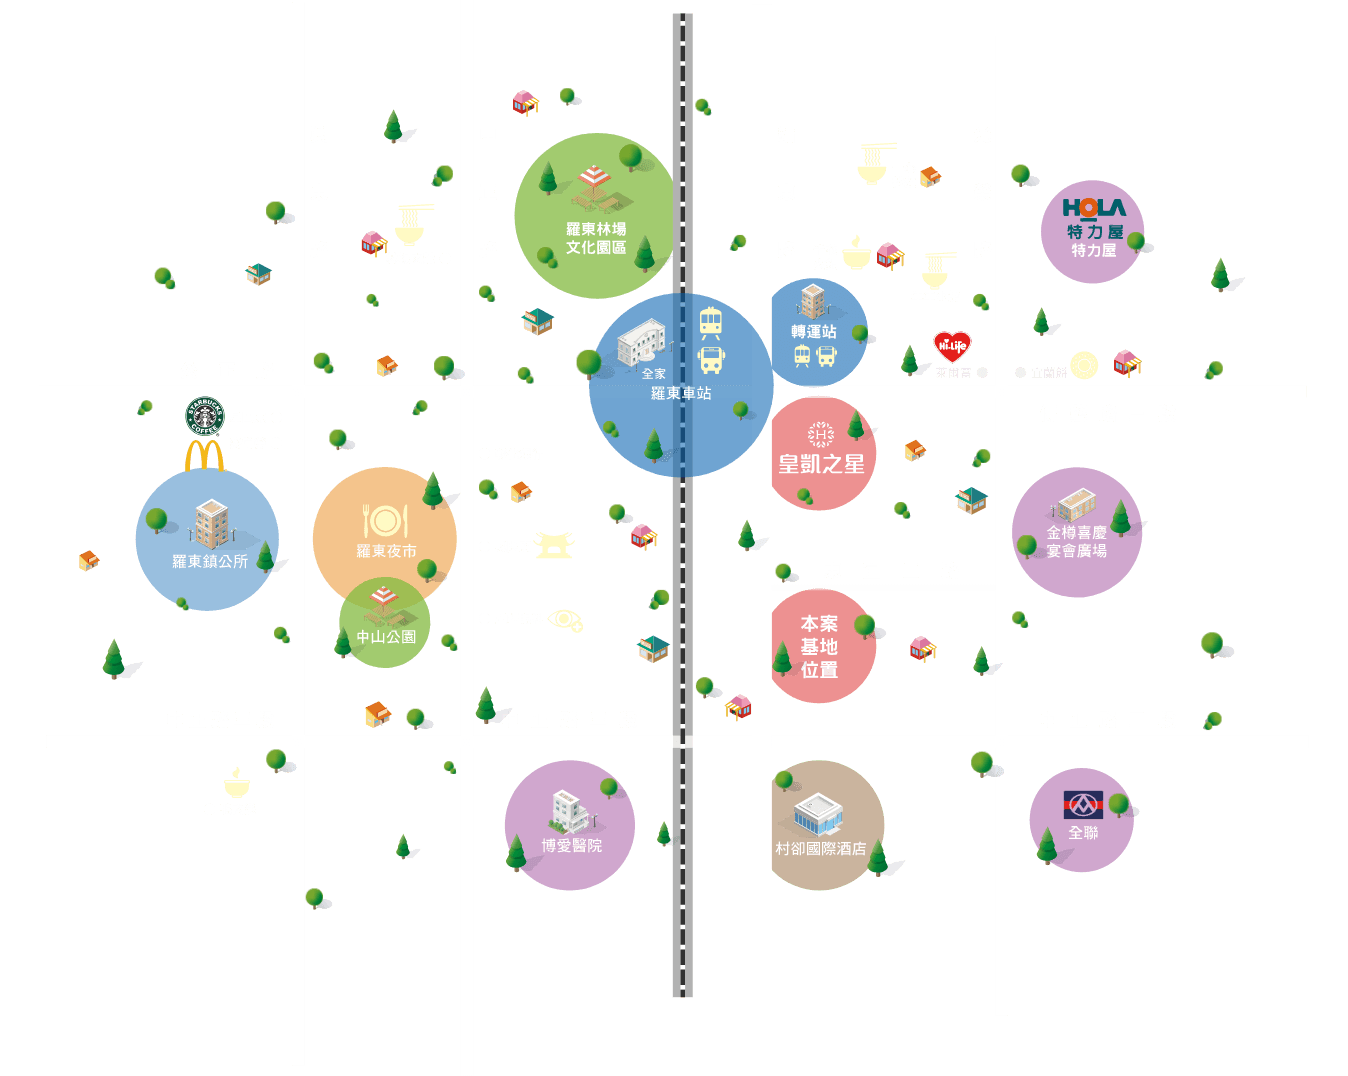 羅東林場
文化園區
HOLA
特力屋
特力屋
轉運站
Hi-Life
全家
羅東車站
宜蘭縣
STARBUCKS
COFFEE
皇凱之星
羅東鎮公所
羅東夜市
金樽喜慶
宴會廣場
中山公園
本案
基地
位置
博愛醫院
村卻國際酒店
全聯